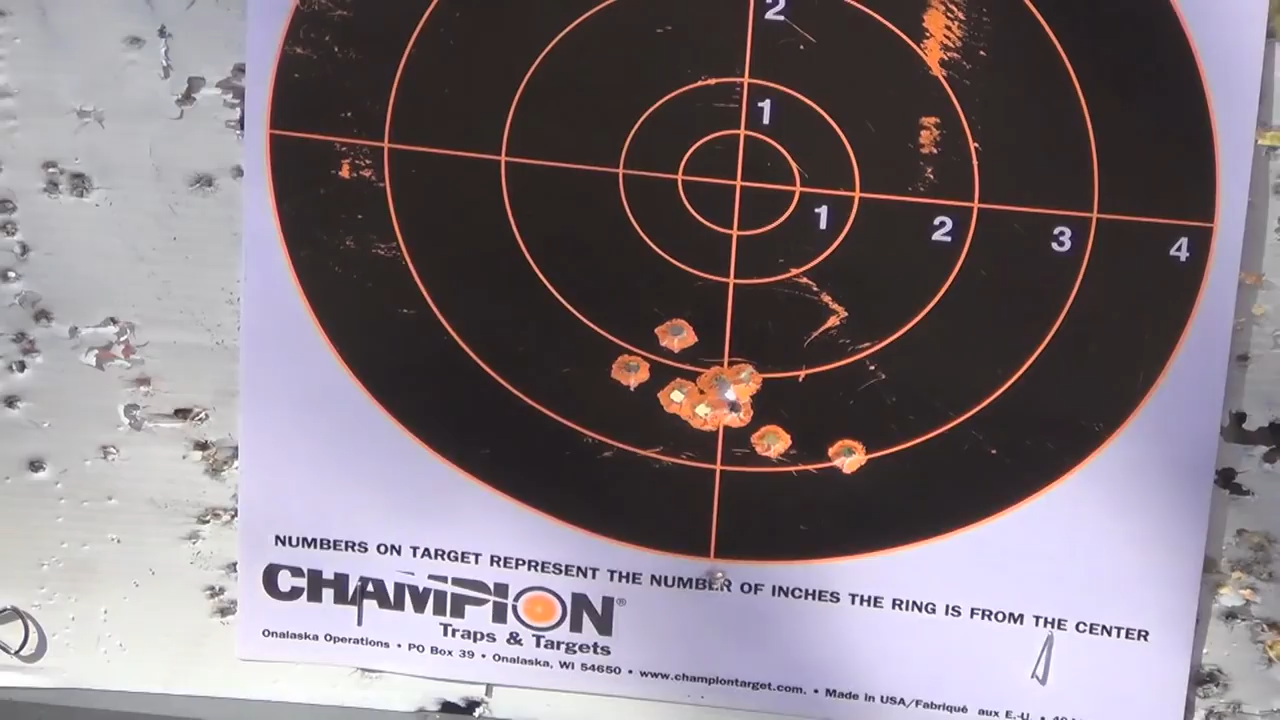 2
1
1
2
3
4
NUMBERS ON TARGET REPRESENT THE NUMBER OF INCHES THE RING IS FROM THE CENTER
CHAMPION®
Traps & Targets
Onalaska Operations • PO Box 39 • Onalaska, WI 54650 • www.championtarget.com. • Made in USA/Fabriqué aux E.-U. •